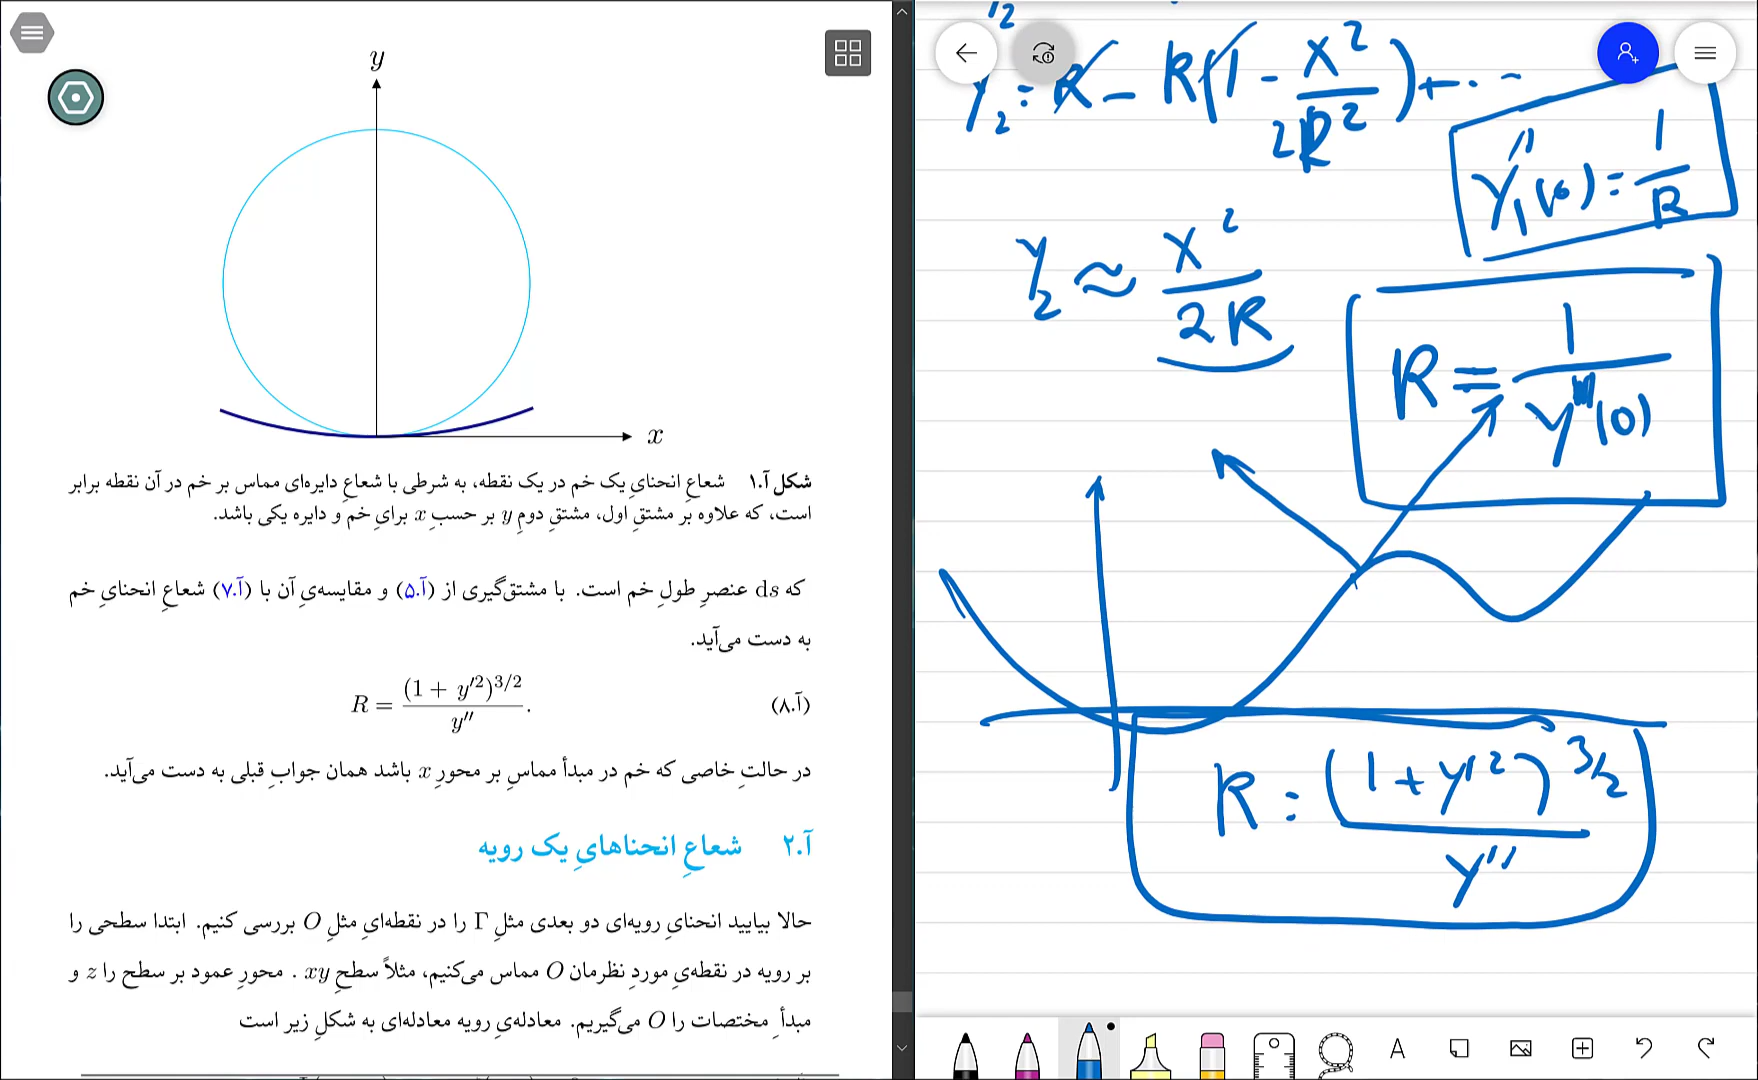 y
x
شکل آ.۱ شعاعِ انحنایِ یک خم در یک نقطه، به شرطی با شعاعِ دایره‌ای مماس بر خم در آن نقطه برابر
است، که علاوه بر مشتقِ اول، مشتقِ دومِ y بر حسبِ x برایِ خم و دایره یکی باشد.
که ds عنصرِ طولِ خم است. با مشتق‌گیری از (آ.۵) و مقایسه‌یِ آن با (آ.۷) شعاعِ انحنایِ خم
به دست می‌آید.
R = (1 + y′²)^{3/2} / y″ . (آ.۸)
در حالتِ خاصی که خم در مبدأ مماس بر محورِ x باشد همان جوابِ قبلی به دست می‌آید.
آ.۲ شعاعِ انحناهایِ یک رویه
حالا بیایید انحنایِ رویه‌ای دو بعدی مثلِ Γ را در نقطه‌ایِ مثلِ O بررسی کنیم. ابتدا سطحی را
بر رویه در نقطه‌یِ موردِ نظرمان O مماس می‌کنیم، مثلاً سطحِ xy . محورِ عمود بر سطح را z و
مبدأِ مختصات را O می‌گیریم. معادله‌یِ رویه معادله‌ای به شکلِ زیر است
y₂ = R − R(1 − x²/2R²) + ...
y₁″(0) = 1/R
y₂ ≈ x²/2R
R = 1/y″(0)
R = (1 + y′²)^{3/2} / y″
A